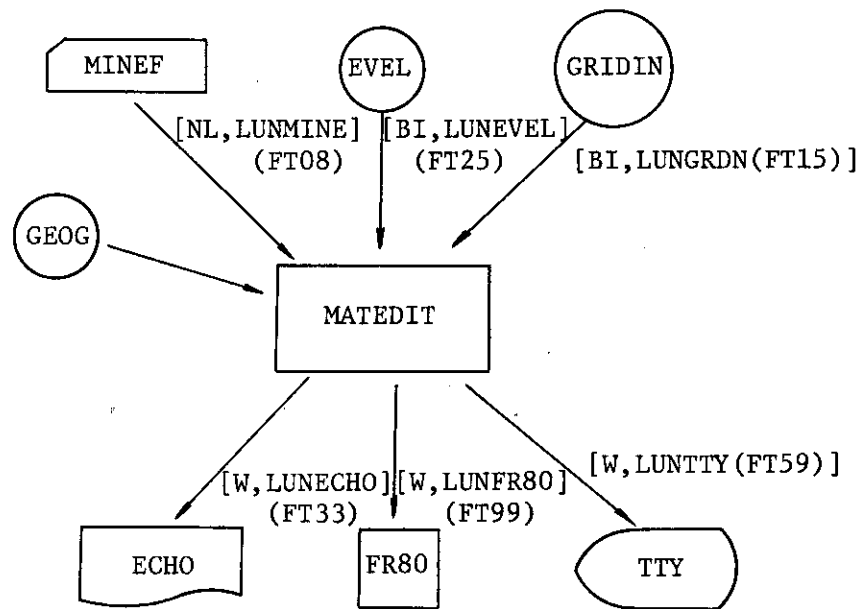 MINEF
EVEL
GRIDIN
[NL,LUNMINE]
(FT08)
[BI,LUNEVEL]
(FT25)
[BI,LUNGRDN(FT15)]
GEOG
MATEDIT
[W,LUNECHO]
(FT33)
[W,LUNFR80]
(FT99)
[W,LUNTTY(FT59)]
ECHO
FR80
TTY